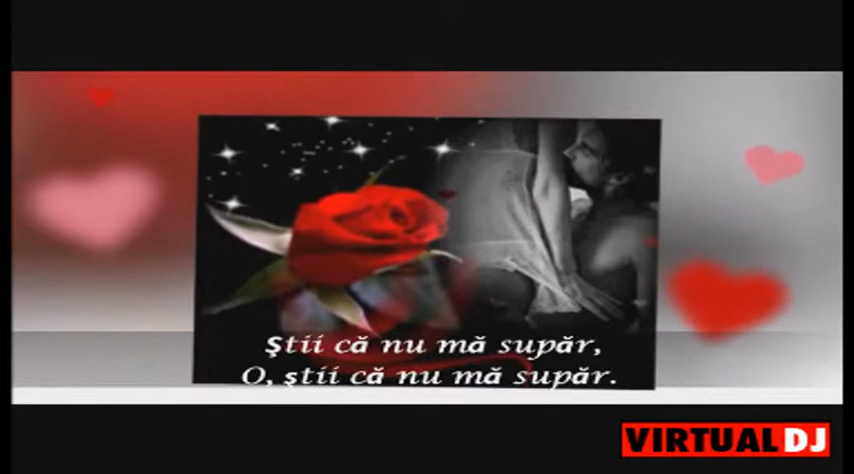 Ştii că nu mă supăr,
O, ştii că nu mă supăr.
VIRTUAL DJ